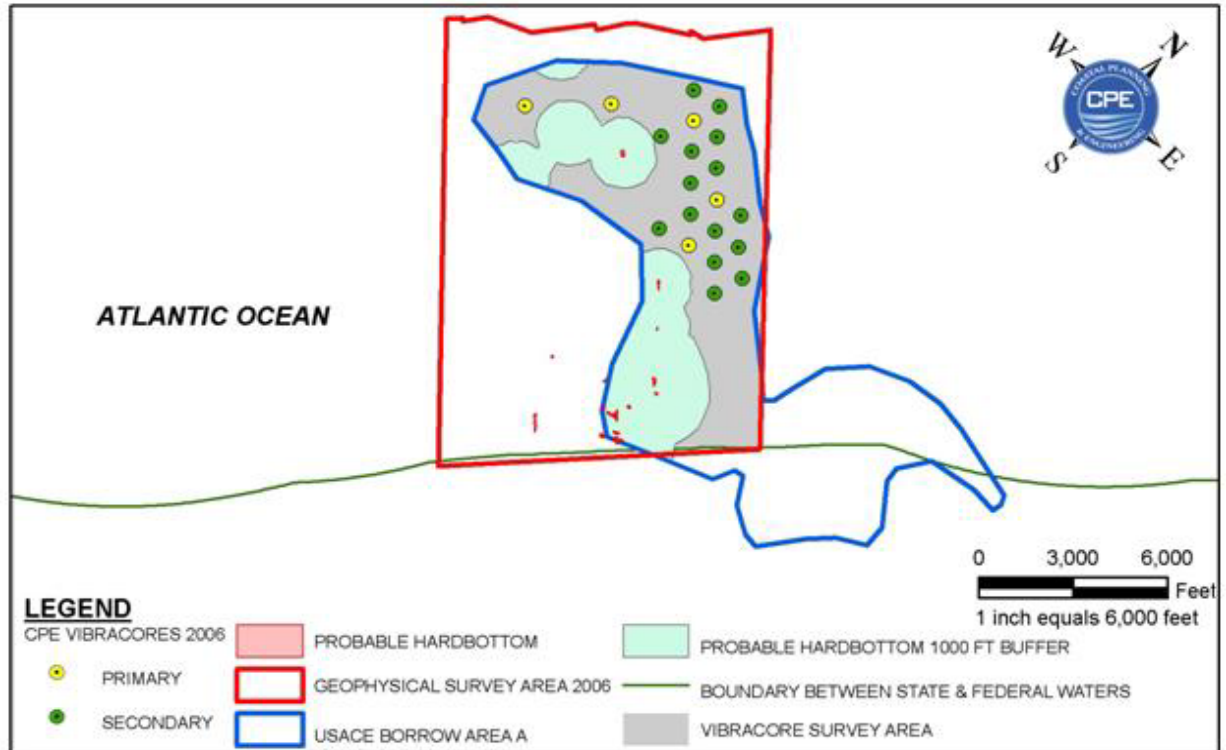 W
N
COASTAL PLANNING
CPE
& ENGINEERING
S
E
ATLANTIC OCEAN
0 3,000 6,000
Feet
1 inch equals 6,000 feet
LEGEND
CPE VIBRACORES 2006
PRIMARY
SECONDARY
PROBABLE HARDBOTTOM
GEOPHYSICAL SURVEY AREA 2006
USACE BORROW AREA A
PROBABLE HARDBOTTOM 1000 FT BUFFER
BOUNDARY BETWEEN STATE & FEDERAL WATERS
VIBRACORE SURVEY AREA